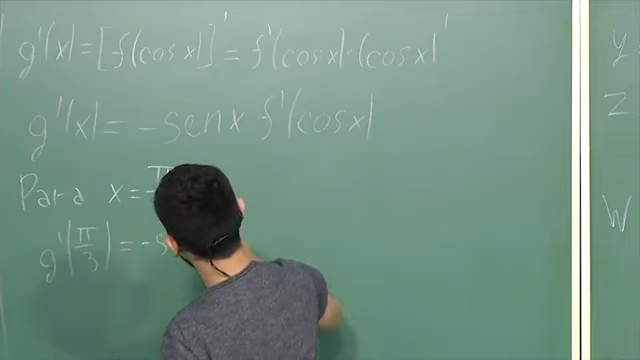 g'(x) = [f(cos x)]' = f'(cos x) · (cos x)'
g'(x) = -sen x f'(cos x)
Para x = π
g'(π/3) = -s
y
z
W